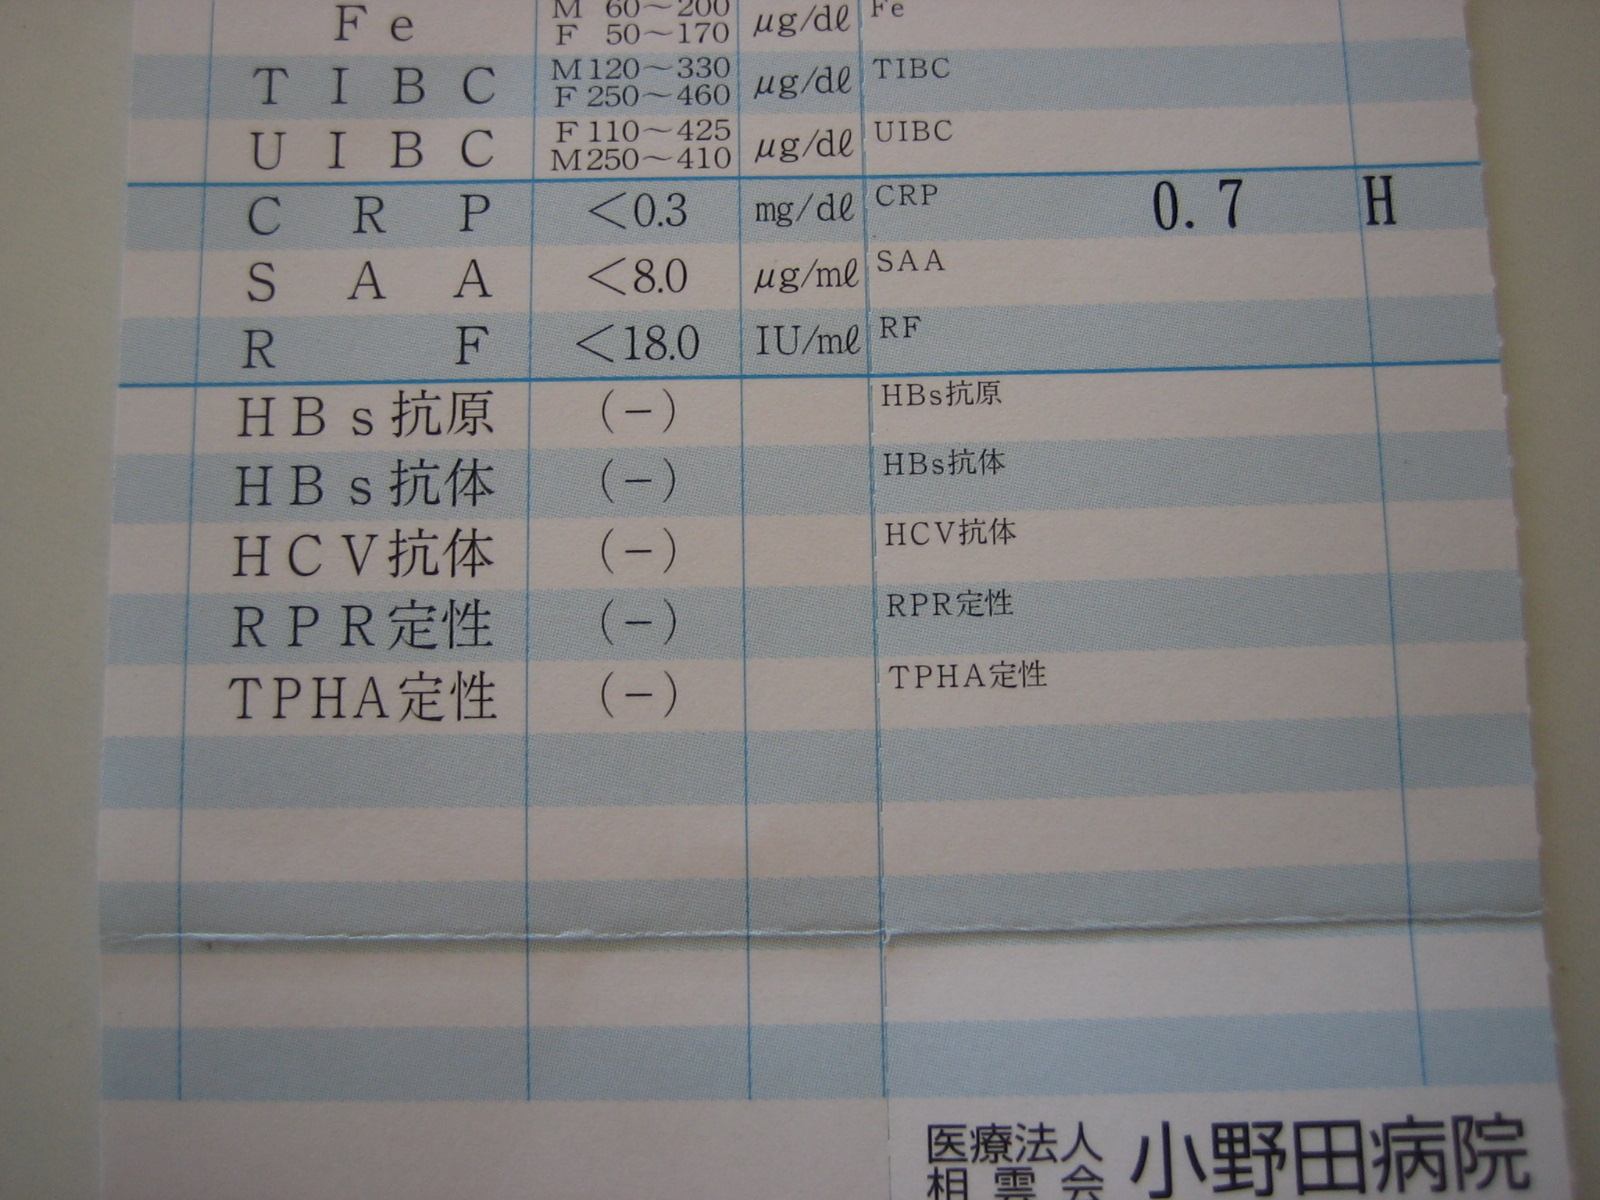 Fe M 60～200 μg/dℓ Fe
F 50～170
TIBC M120～330 μg/dℓ TIBC
F 250～460
UIBC F 110～425 μg/dℓ UIBC
M250～410
CRP <0.3 mg/dℓ CRP 0.7 H
SAA <8.0 μg/mℓ SAA
RF <18.0 IU/mℓ RF
HBs抗原 (−) HBs抗原
HBs抗体 (−) HBs抗体
HCV抗体 (−) HCV抗体
RPR定性 (−) RPR定性
TPHA定性 (−) TPHA定性
医療法人 小野田病院
相雲会